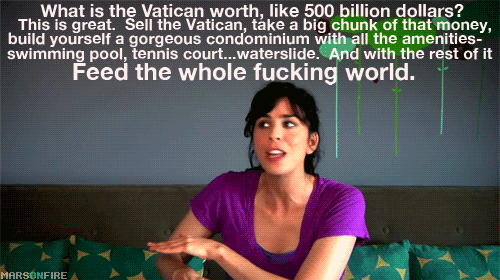 What is the Vatican worth, like 500 billion dollars?
This is great.  Sell the Vatican, take a big chunk of that money,
build yourself a gorgeous condominium with all the amenities-
swimming pool, tennis court...waterslide.  And with the rest of it
Feed the whole fucking world.
MARSONFIRE